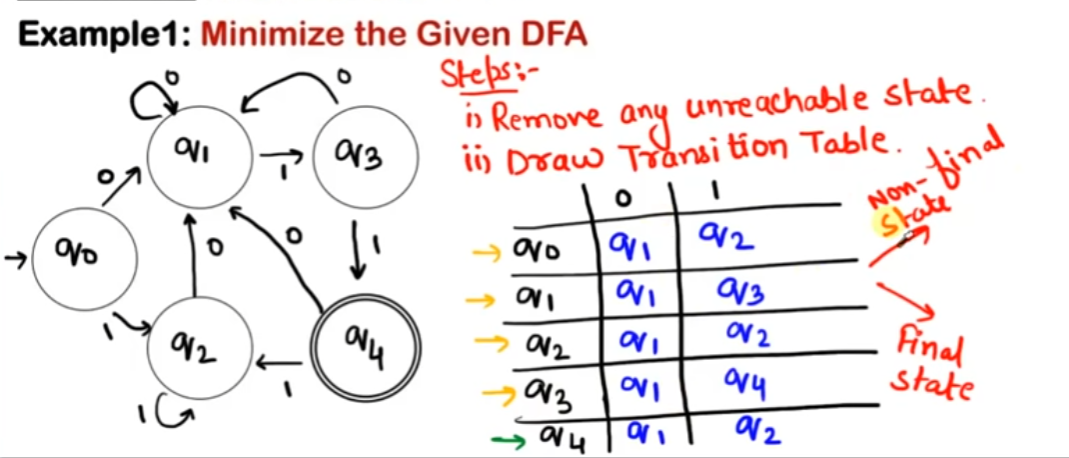 Example1: Minimize the Given DFA
Steps:-
i) Remove any unreachable state.
ii) Draw Transition Table.
0
0
q1
1
q3
0
q0
0
0
1
1
q2
1
q4
1
0 1
q0 q1 q2
q1 q1 q3
q2 q1 q2
q3 q1 q4
q4 q1 q2
Non-final
state
Final
state